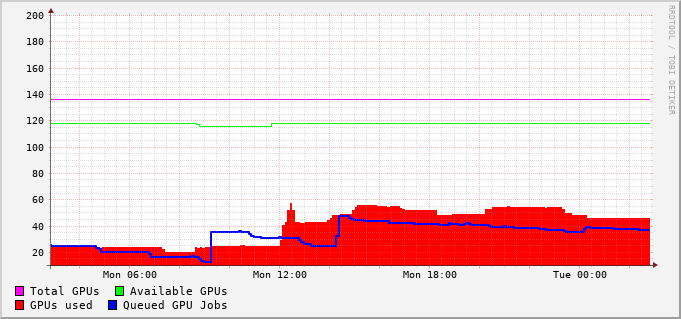 200
180
160
140
120
100
80
60
40
20
Mon 06:00 Mon 12:00 Mon 18:00 Tue 00:00
Total GPUs Available GPUs
GPUs used Queued GPU Jobs
RRDTOOL / TOBI OETIKER